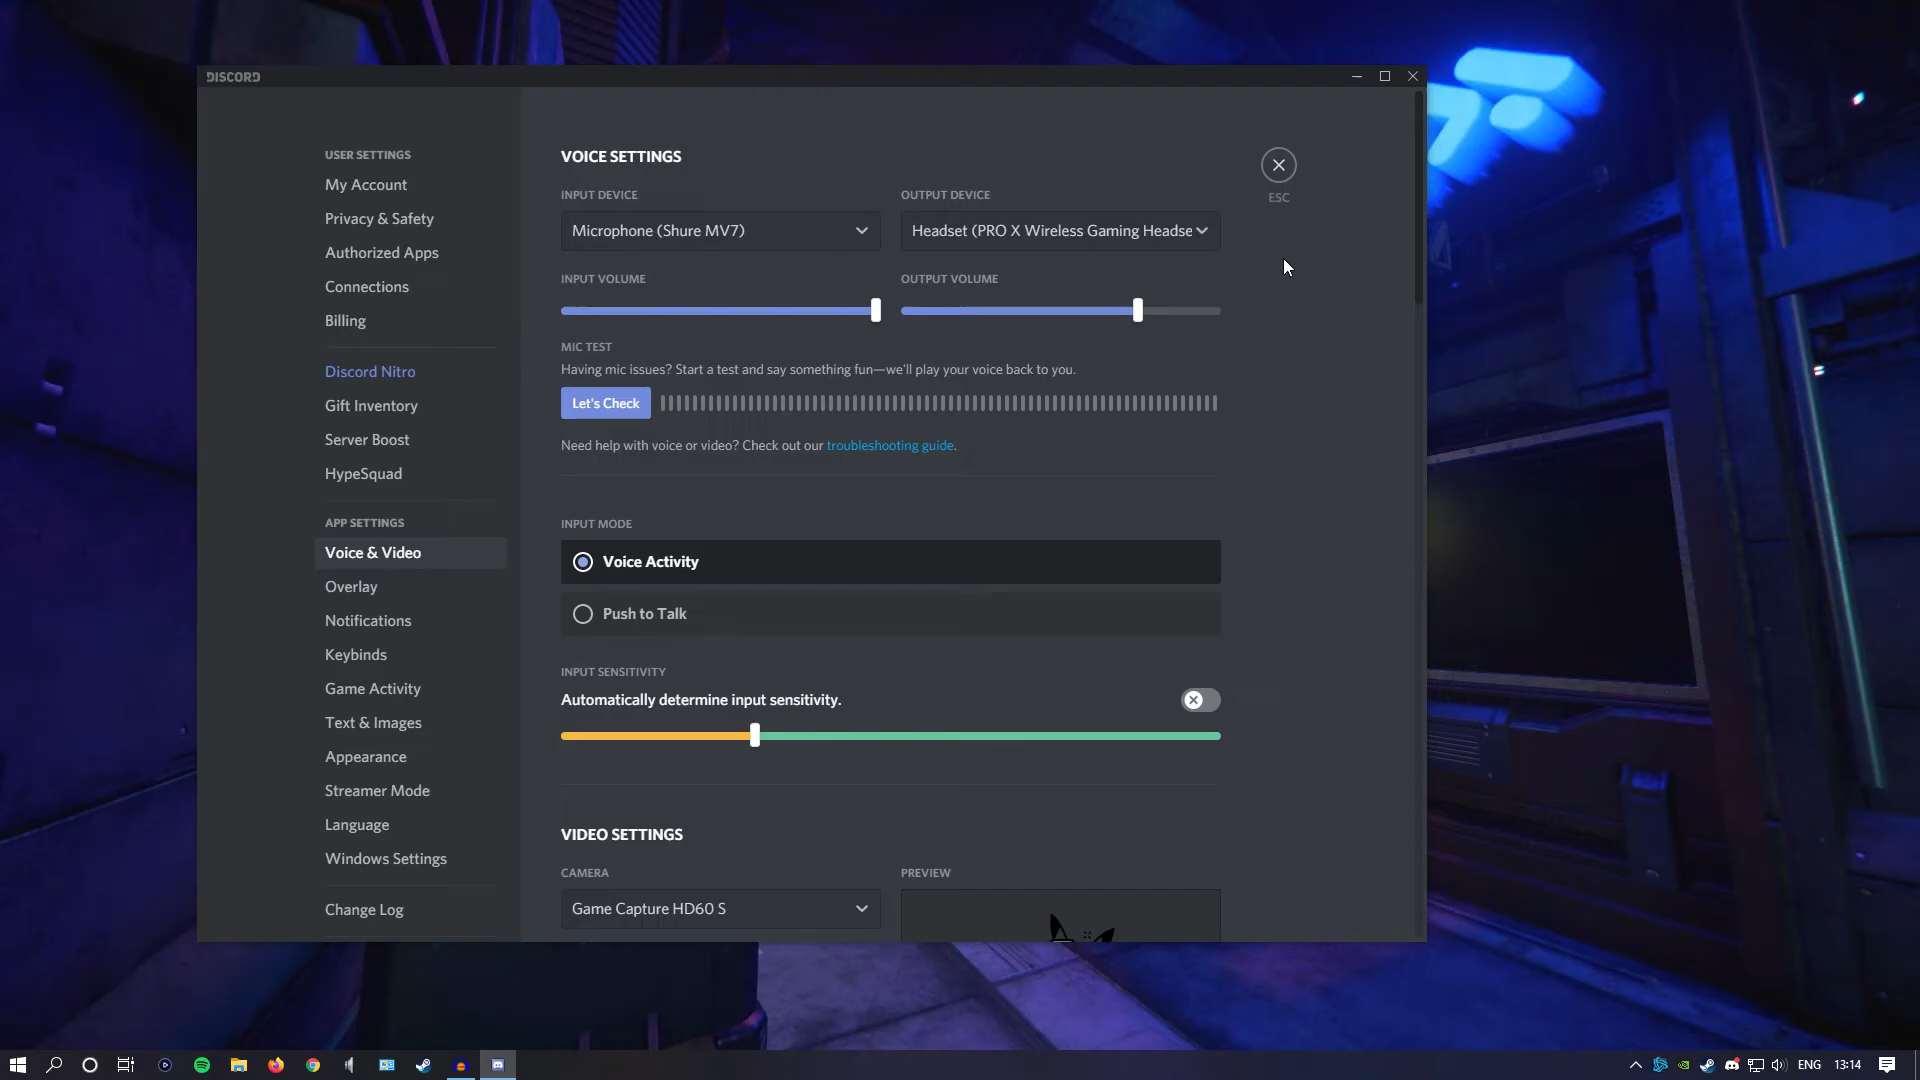 DISCORD
USER SETTINGS
My Account
Privacy & Safety
Authorized Apps
Connections
Billing
Discord Nitro
Gift Inventory
Server Boost
HypeSquad
APP SETTINGS
Voice & Video
Overlay
Notifications
Keybinds
Game Activity
Text & Images
Appearance
Streamer Mode
Language
Windows Settings
Change Log
VOICE SETTINGS
INPUT DEVICE
Microphone (Shure MV7)
OUTPUT DEVICE
Headset (PRO X Wireless Gaming Headse
INPUT VOLUME
OUTPUT VOLUME
MIC TEST
Having mic issues? Start a test and say something fun—we'll play your voice back to you.
Let's Check
Need help with voice or video? Check out our troubleshooting guide.
INPUT MODE
Voice Activity
Push to Talk
INPUT SENSITIVITY
Automatically determine input sensitivity.
VIDEO SETTINGS
CAMERA
Game Capture HD60 S
PREVIEW
ESC
ENG
13:14